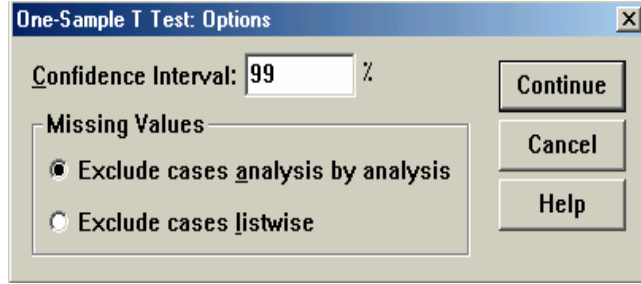 One-Sample T Test: Options
Confidence Interval: 99 %
Continue
Missing Values
Cancel
Exclude cases analysis by analysis
Help
Exclude cases listwise